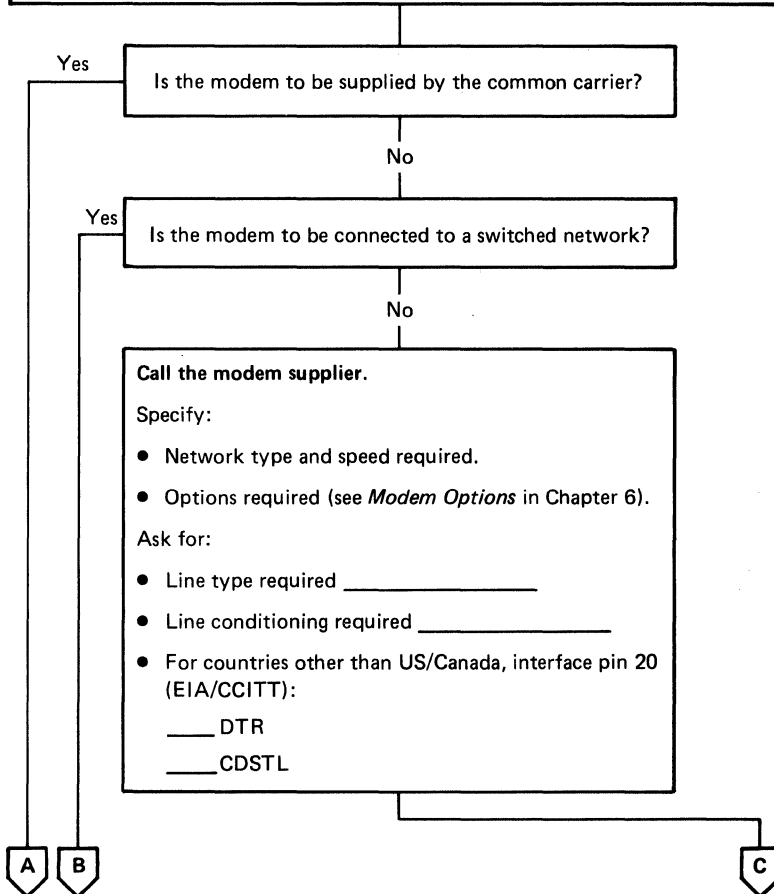 Yes
Is the modem to be supplied by the common carrier?
No
Yes
Is the modem to be connected to a switched network?
No
Call the modem supplier.
Specify:
● Network type and speed required.
● Options required (see Modem Options in Chapter 6).
Ask for:
● Line type required _______________
● Line conditioning required _______________
● For countries other than US/Canada, interface pin 20
(EIA/CCITT):
____ DTR
____ CDSTL
A B C